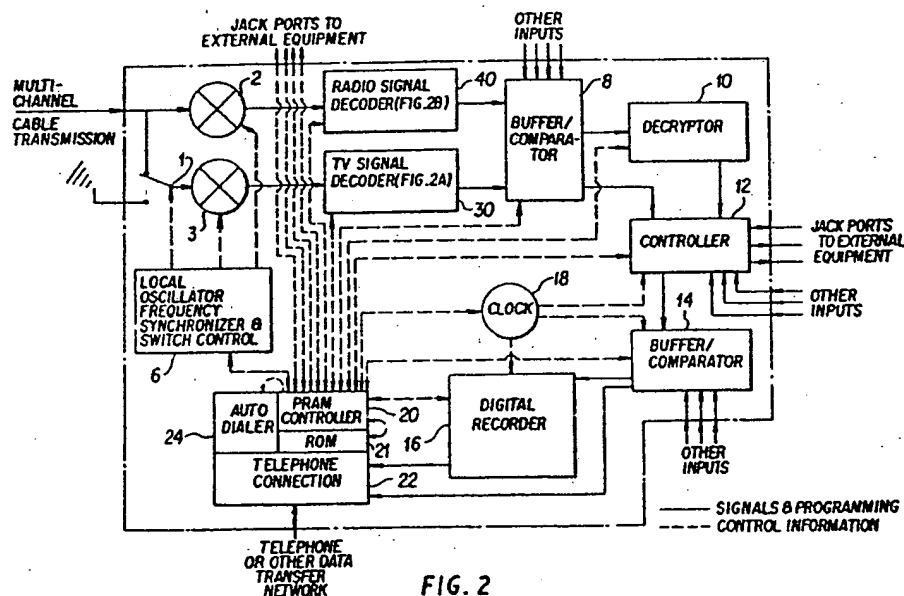 JACK PORTS TO
EXTERNAL EQUIPMENT
OTHER
INPUTS
MULTI-
CHANNEL
CABLE
TRANSMISSION
2
RADIO SIGNAL
DECODER(FIG.2B)
40
8
BUFFER/
COMPARA-
TOR
10
DECRYPTOR
1
3
TV SIGNAL
DECODER(FIG.2A)
30
12
CONTROLLER
JACK PORTS
TO EXTERNAL
EQUIPMENT
LOCAL
OSCILLATOR
FREQUENCY
SYNCHRONIZER &
SWITCH CONTROL
6
18
CLOCK
14
OTHER
INPUTS
BUFFER/
COMPARATOR
AUTO
DIALER
24
PRAM
CONTROLLER
20
ROM
21
TELEPHONE
CONNECTION
22
16
DIGITAL
RECORDER
OTHER
INPUTS
SIGNALS & PROGRAMMING
CONTROL INFORMATION
TELEPHONE
OR OTHER DATA
TRANSFER
NETWORK
FIG. 2